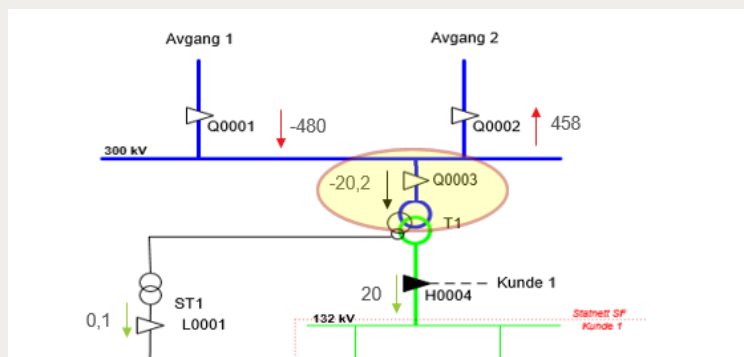 Avgang 1
Avgang 2
Q0001
-480
Q0002
458
300 kV
-20,2
Q0003
T1
ST1
20
Kunde 1
H0004
0,1
L0001
132 kV
Statnett SF
Kunde 1